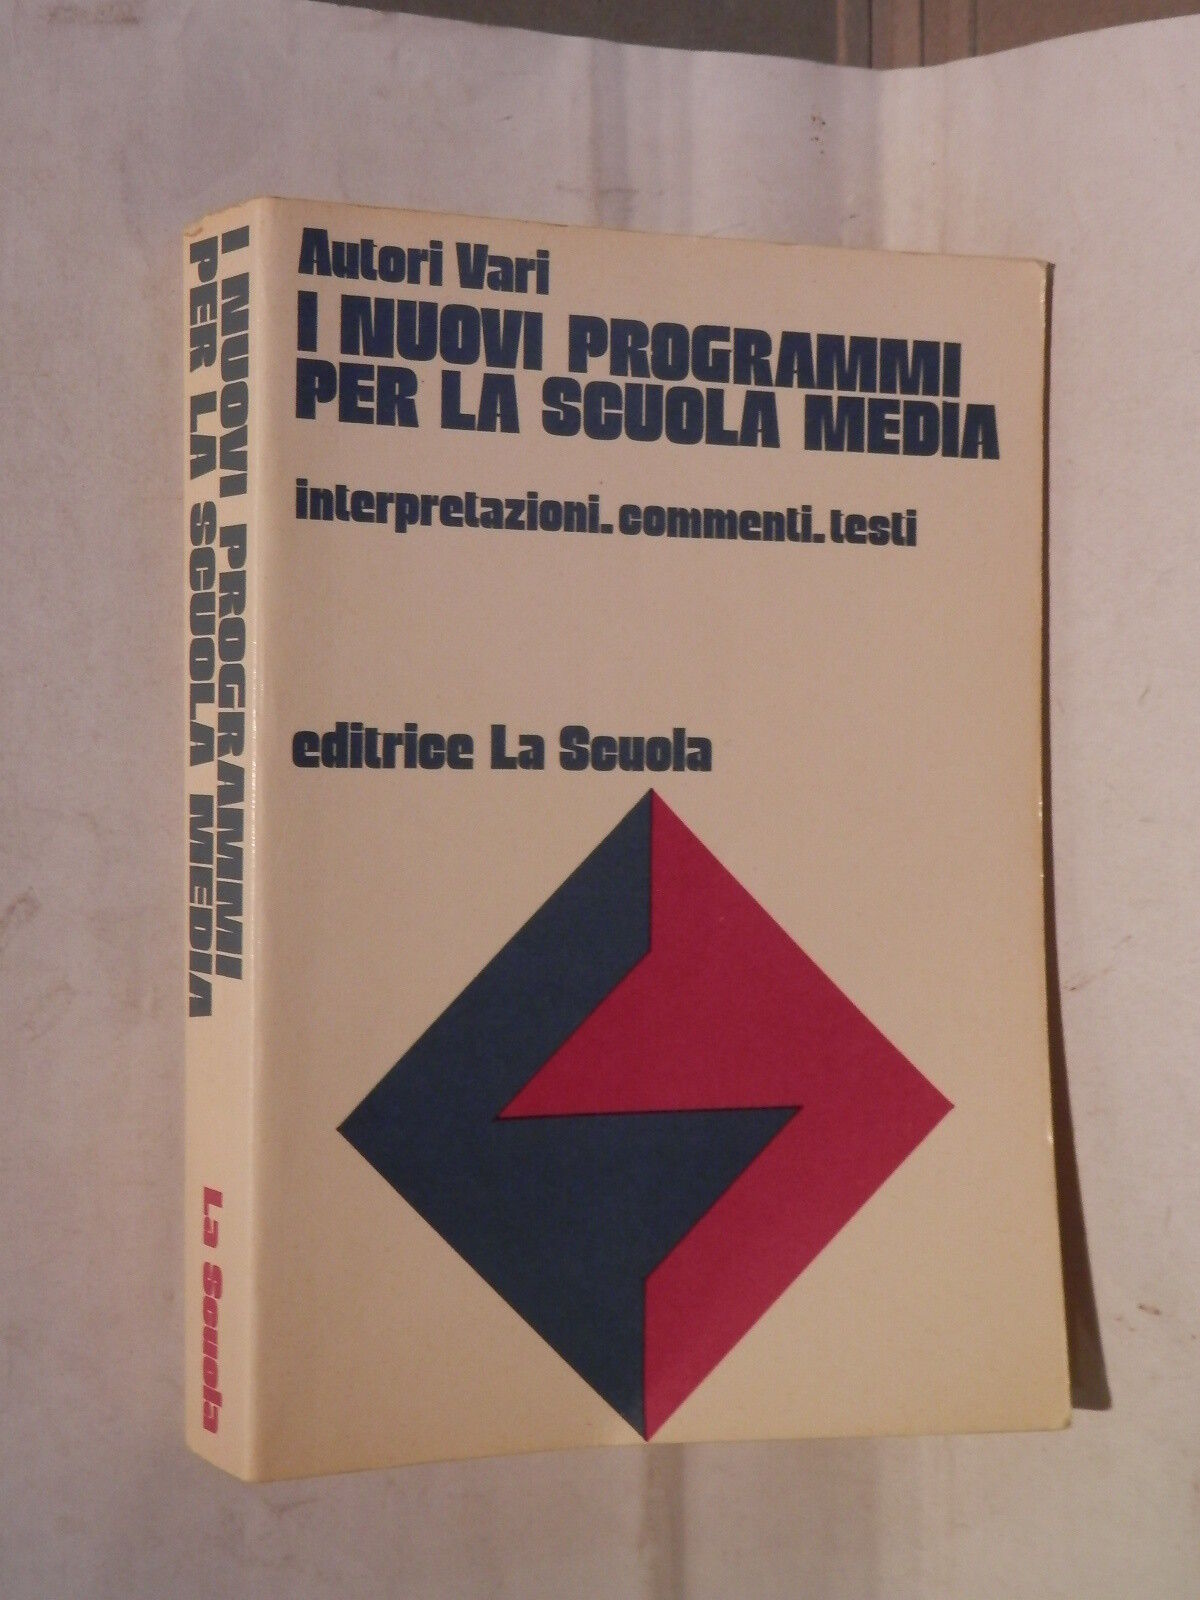 I NUOVI PROGRAMMI
PER LA SCUOLA MEDIA
La Scuola
Autori Vari
I NUOVI PROGRAMMI
PER LA SCUOLA MEDIA
interpretazioni.commenti.testi
editrice La Scuola